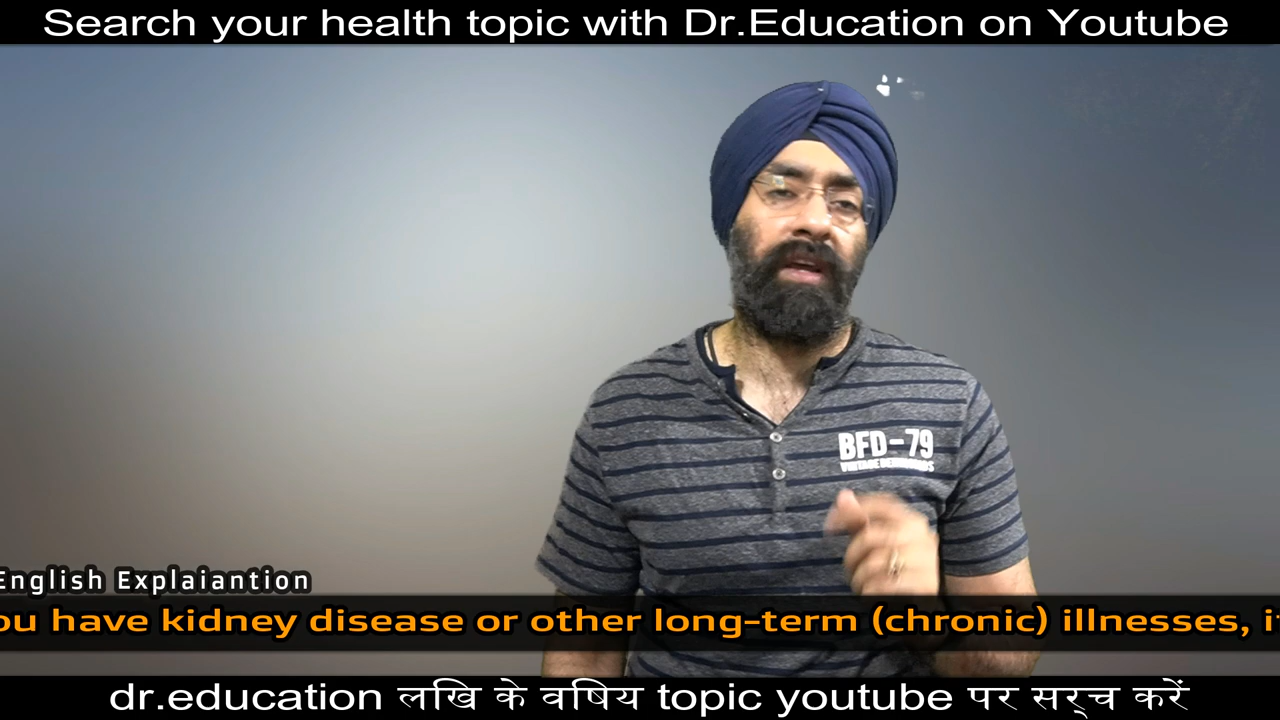 Search your health topic with Dr.Education on Youtube
BFD-79
English Explaiantion
ou have kidney disease or other long-term (chronic) illnesses, it
dr.education लखि के वषिय topic youtube पर सर्च करें